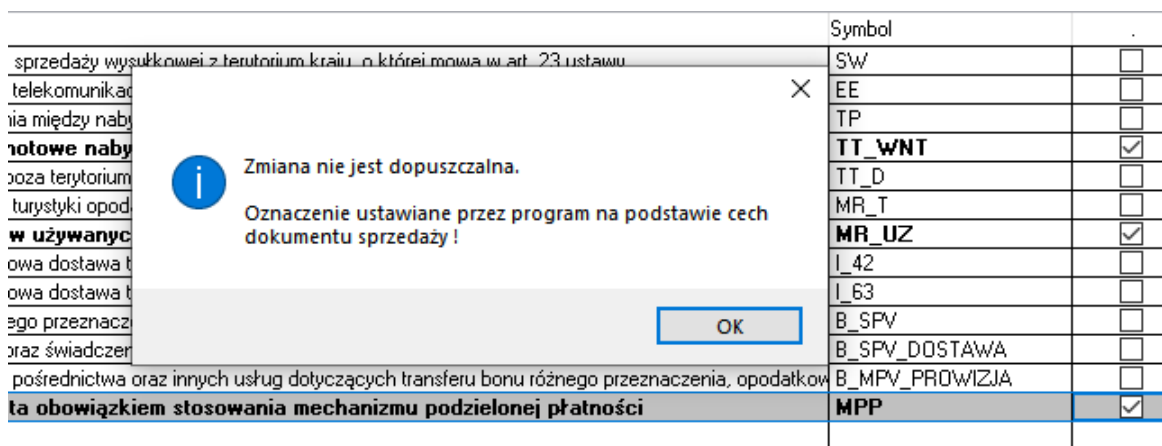 Symbol .
sprzedaży wysyłkowej z terytorium kraju, o której mowa w art. 23 ustawy SW
telekomunikac EE
nia między naby TP
notowe naby TT_WNT
poza terytorium TT_D
turystyki opod MR_T
w używanyc MR_UZ
owa dostawa t I_42
owa dostawa t I_63
ego przeznacz B_SPV
oraz świadczer B_SPV_DOSTAWA
pośrednictwa oraz innych usług dotyczących transferu bonu różnego przeznaczenia, opodatkow B_MPV_PROWIZJA
ta obowiązkiem stosowania mechanizmu podzielonej płatności MPP
Zmiana nie jest dopuszczalna.
Oznaczenie ustawiane przez program na podstawie cech
dokumentu sprzedaży !
OK